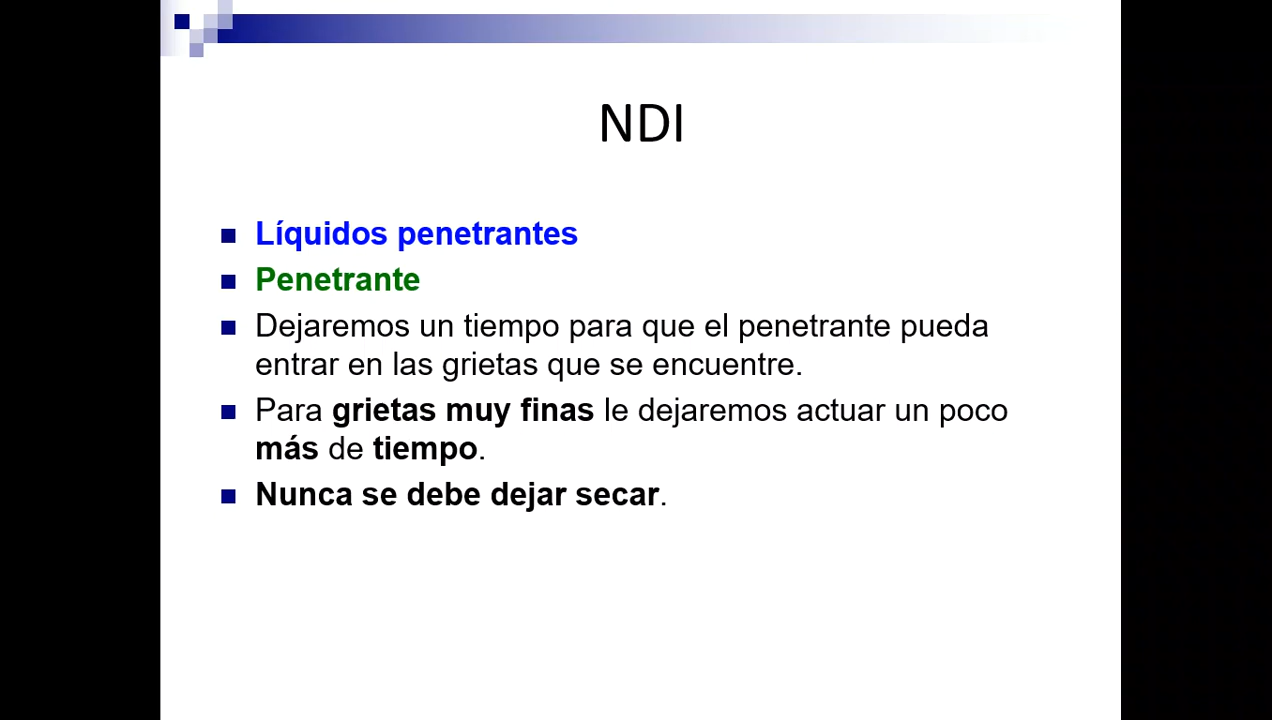 NDI
Líquidos penetrantes
Penetrante
Dejaremos un tiempo para que el penetrante pueda
entrar en las grietas que se encuentre.
Para grietas muy finas le dejaremos actuar un poco
más de tiempo.
Nunca se debe dejar secar.